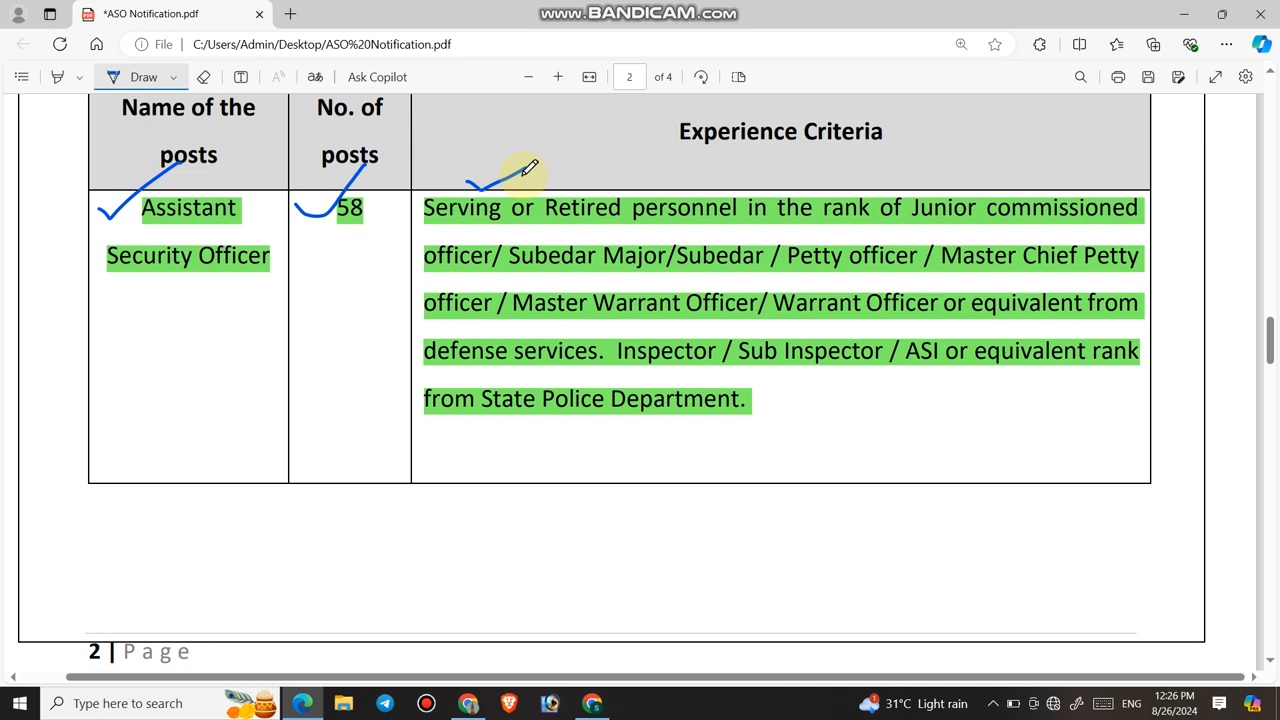 www.BANDICAM.com
*ASO Notification.pdf
File
C:/Users/Admin/Desktop/ASO%20Notification.pdf
Draw
Ask Copilot
2
of 4
Name of the posts
No. of posts
Experience Criteria
Assistant
Security Officer
58
Serving or Retired personnel in the rank of Junior commissioned
officer/ Subedar Major/Subedar / Petty officer / Master Chief Petty
officer / Master Warrant Officer/ Warrant Officer or equivalent from
defense services. Inspector / Sub Inspector / ASI or equivalent rank
from State Police Department.
2 | Page
Type here to search
31°C Light rain
ENG
12:26 PM
8/26/2024